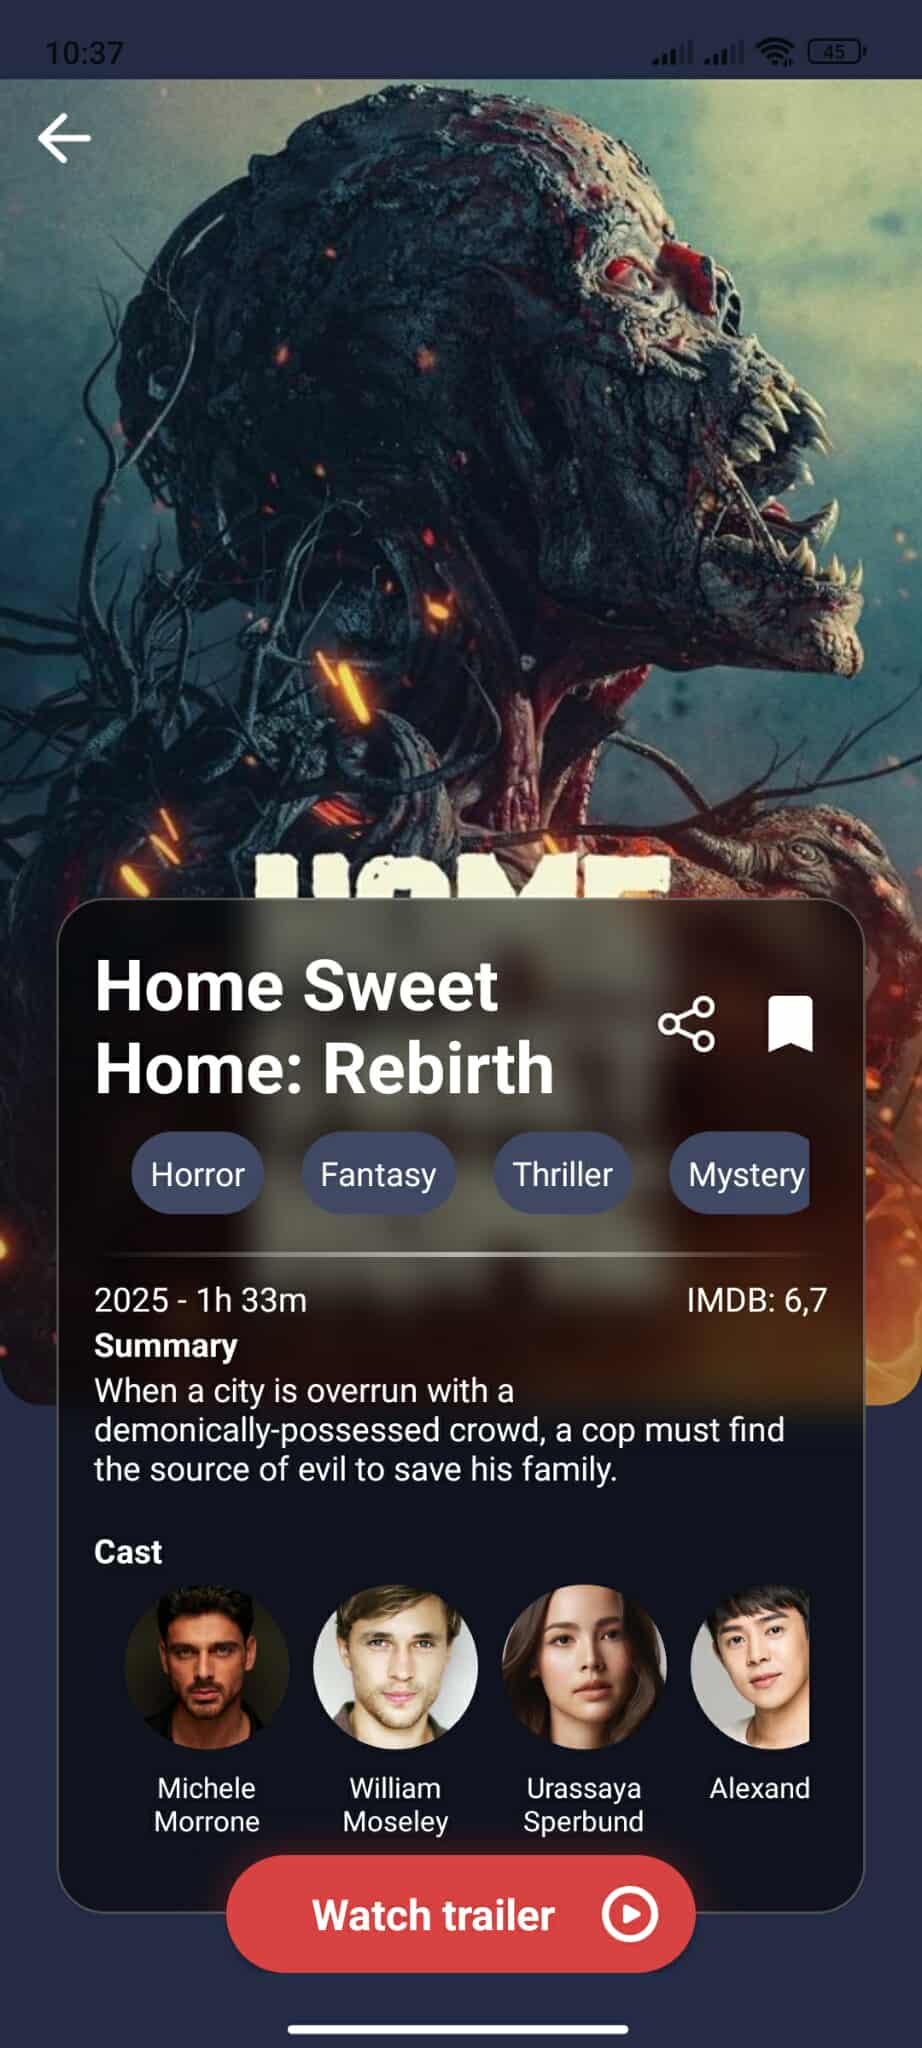 10:37
45
HOME
Home Sweet
Home: Rebirth
Horror
Fantasy
Thriller
Mystery
2025 - 1h 33m
IMDB: 6,7
Summary
When a city is overrun with a
demonically-possessed crowd, a cop must find
the source of evil to save his family.
Cast
Michele
Morrone
William
Moseley
Urassaya
Sperbund
Alexand
Watch trailer